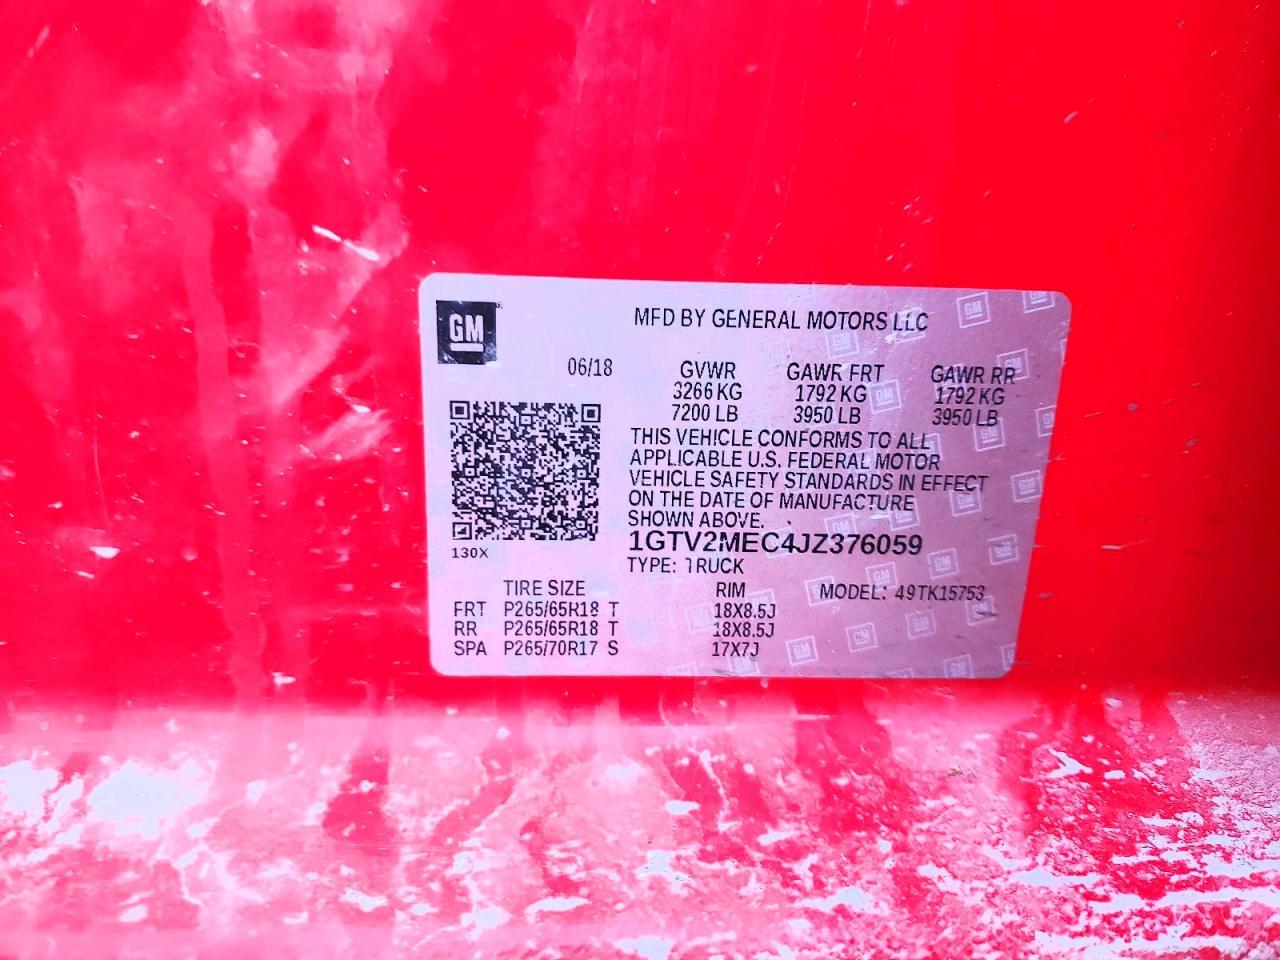 GM
MFD BY GENERAL MOTORS LLC
06/18 GVWR GAWR FRT GAWR RR
3266 KG 1792 KG 1792 KG
7200 LB 3950 LB 3950 LB
THIS VEHICLE CONFORMS TO ALL
APPLICABLE U.S. FEDERAL MOTOR
VEHICLE SAFETY STANDARDS IN EFFECT
ON THE DATE OF MANUFACTURE
SHOWN ABOVE.
1GTV2MEC4JZ376059
130X
TYPE: TRUCK
TIRE SIZE RIM MODEL: 49TK15753
FRT P265/65R18 T 18X8.5J
RR P265/65R18 T 18X8.5J
SPA P265/70R17 S 17X7J